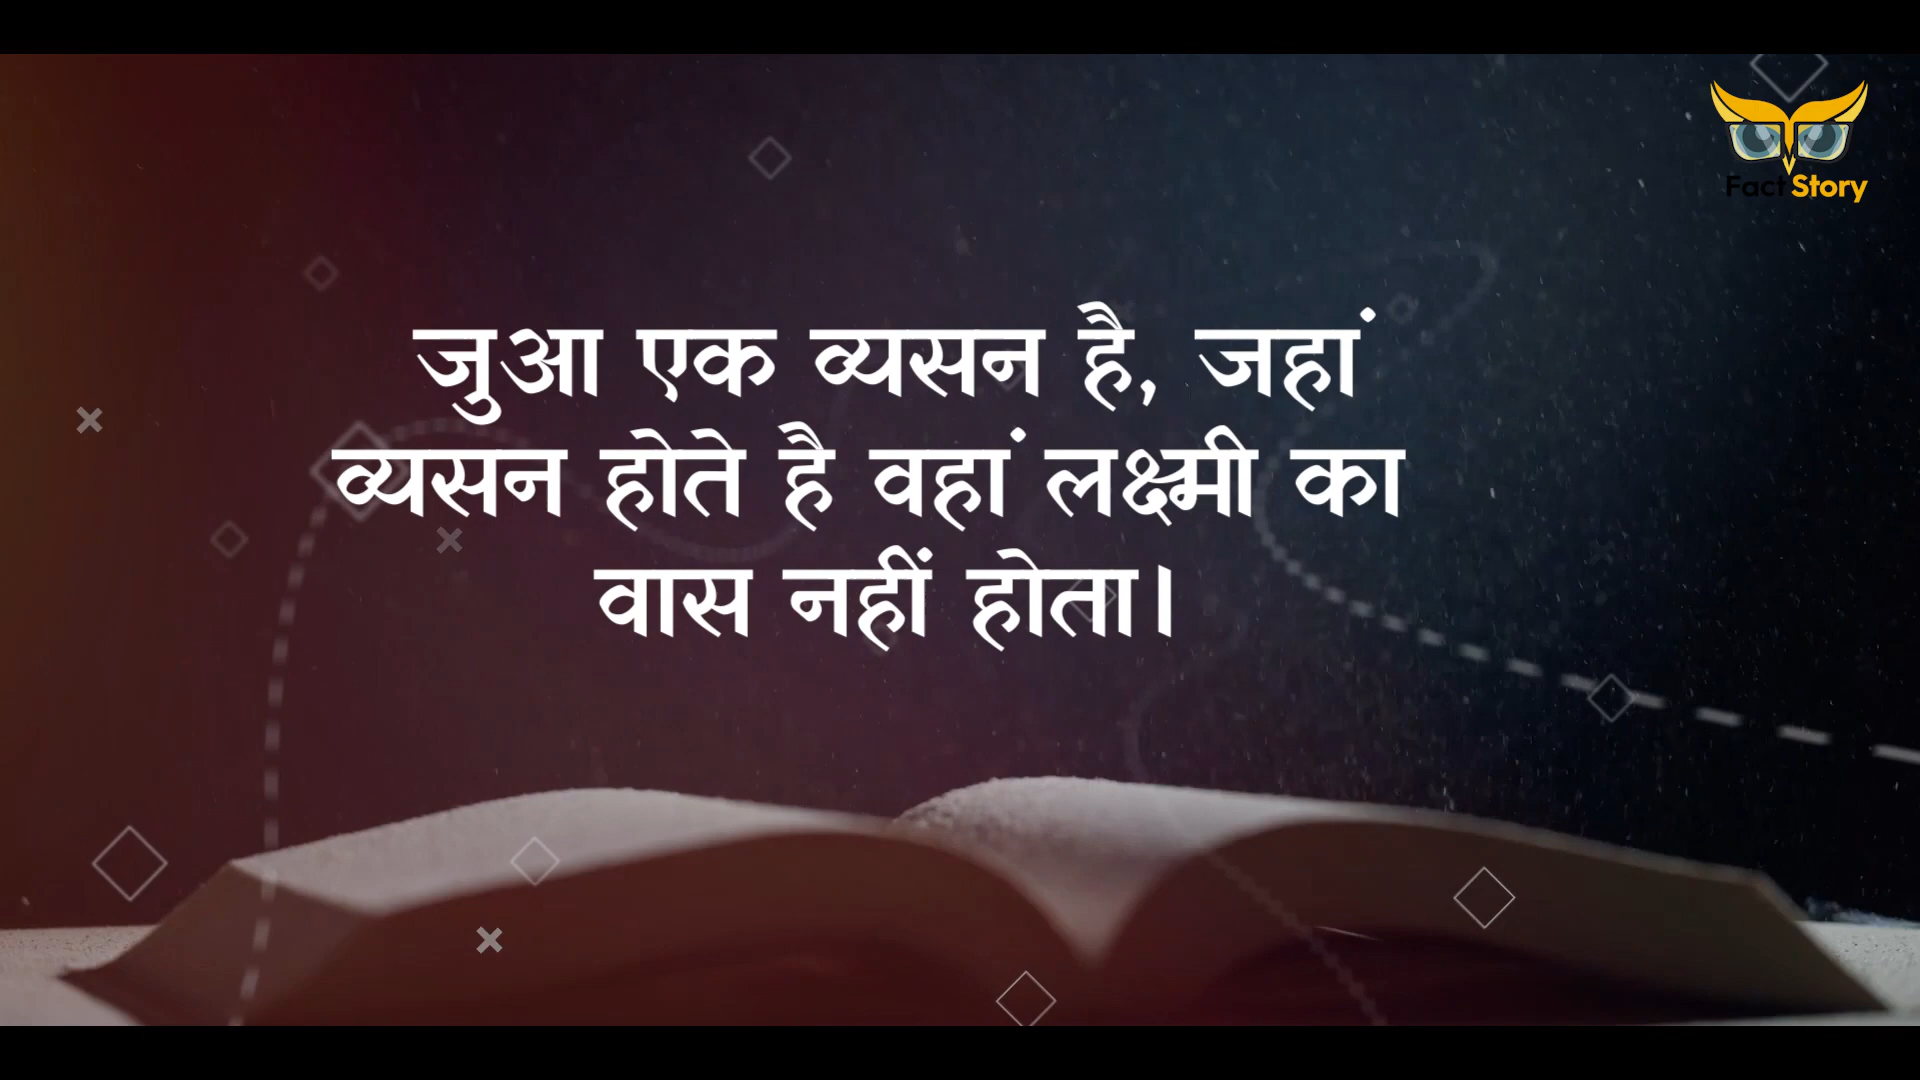 Fact Story
जुआ एक व्यसन है, जहां
व्यसन होते है वहां लक्ष्मी का
वास नहीं होता।